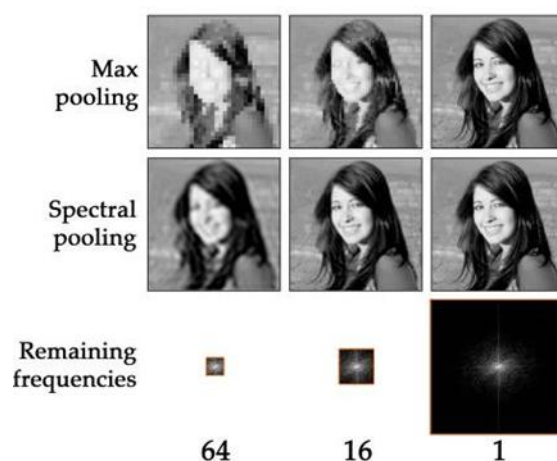 Max
pooling
Spectral
pooling
Remaining
frequencies
64 16 1